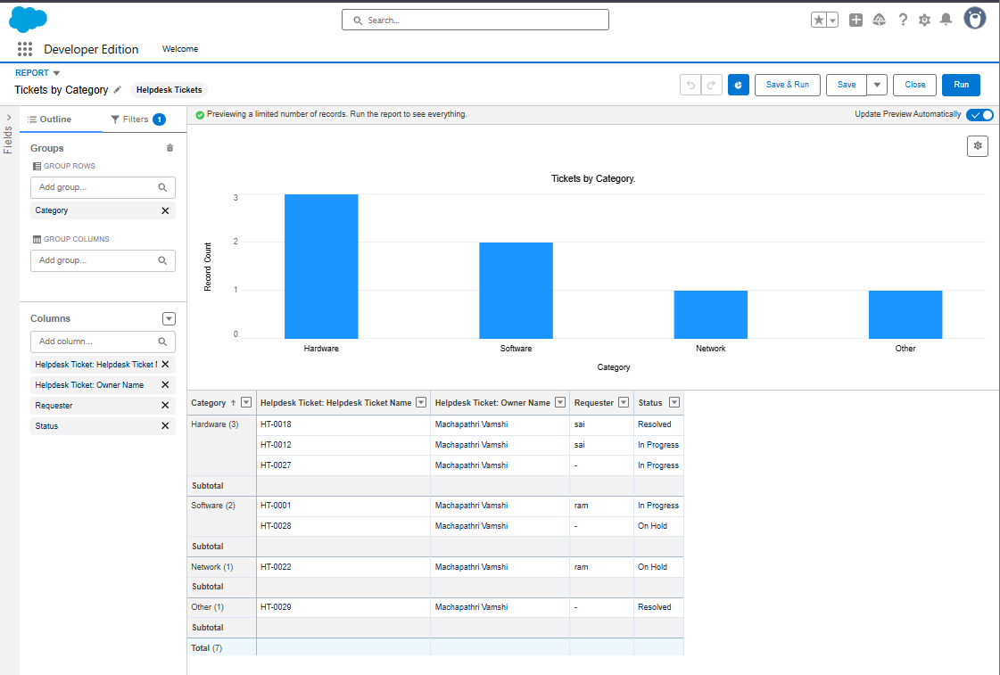 Search...
Developer Edition Welcome
REPORT
Tickets by Category Helpdesk Tickets
Save & Run Save Close Run
Fields
Outline Filters 1
Previewing a limited number of records. Run the report to see everything. Update Preview Automatically
Groups
GROUP ROWS
Add group...
Category
GROUP COLUMNS
Add group...
Columns
Add column...
Helpdesk Ticket: Helpdesk Ticket
Helpdesk Ticket: Owner Name
Requester
Status
Tickets by Category.
Record Count
3
2
1
0
Hardware Software Network Other
Category
Category Helpdesk Ticket: Helpdesk Ticket Name Helpdesk Ticket: Owner Name Requester Status
Hardware (3) HT-0018 Machapathri Vamshi sai Resolved
HT-0012 Machapathri Vamshi sai In Progress
HT-0027 Machapathri Vamshi - In Progress
Subtotal
Software (2) HT-0001 Machapathri Vamshi ram In Progress
HT-0028 Machapathri Vamshi - On Hold
Subtotal
Network (1) HT-0022 Machapathri Vamshi ram On Hold
Subtotal
Other (1) HT-0029 Machapathri Vamshi - Resolved
Subtotal
Total (7)